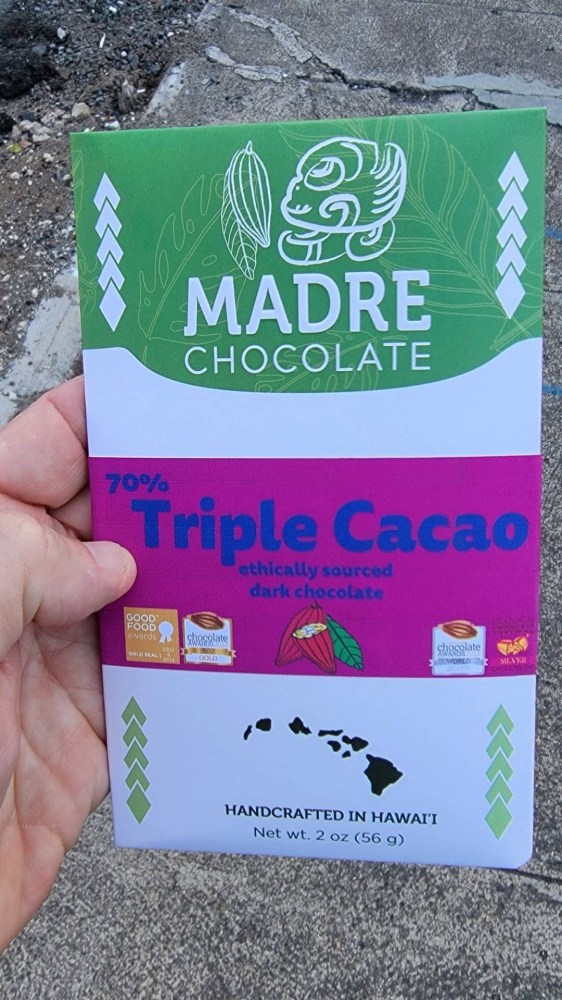 MADRE
CHOCOLATE
70%
Triple Cacao
ethically sourced
dark chocolate
GOOD
FOOD
awards
chocolate
AWARDS
GOLD
chocolate
AWARDS
WORLD
SILVER
HANDCRAFTED IN HAWAI'I
Net wt. 2 oz (56 g)